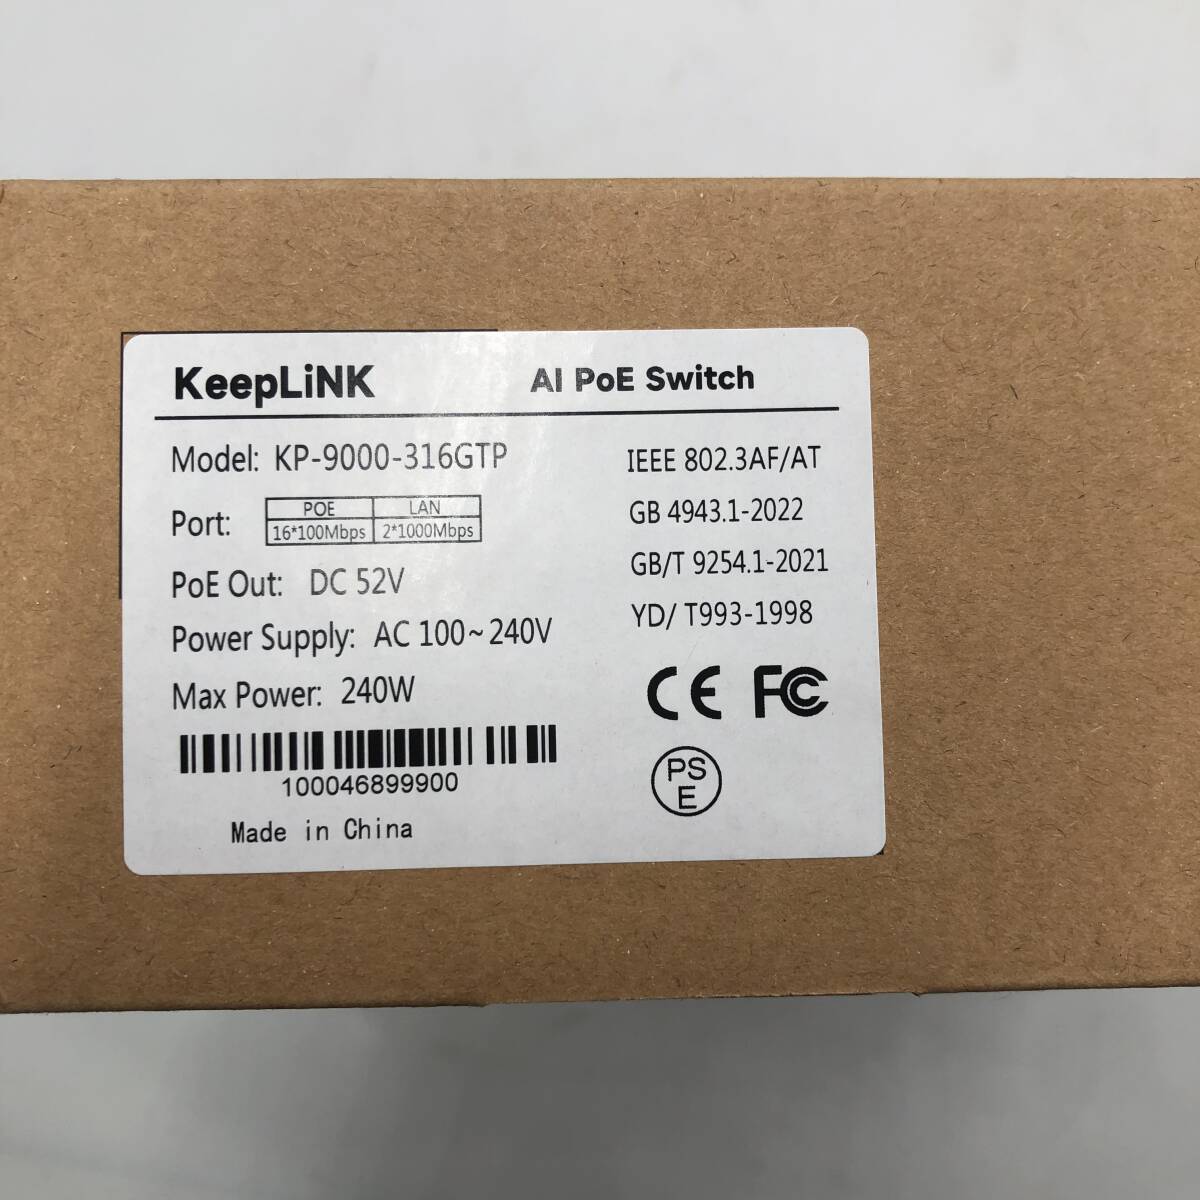 KeepLiNK
AI PoE Switch
Model: KP-9000-316GTP
Port:
POE LAN
16*100Mbps 2*1000Mbps
PoE Out: DC 52V
Power Supply: AC 100~240V
Max Power: 240W
100046899900
Made in China
IEEE 802.3AF/AT
GB 4943.1-2022
GB/T 9254.1-2021
YD/ T993-1998
CE FC
PS
E